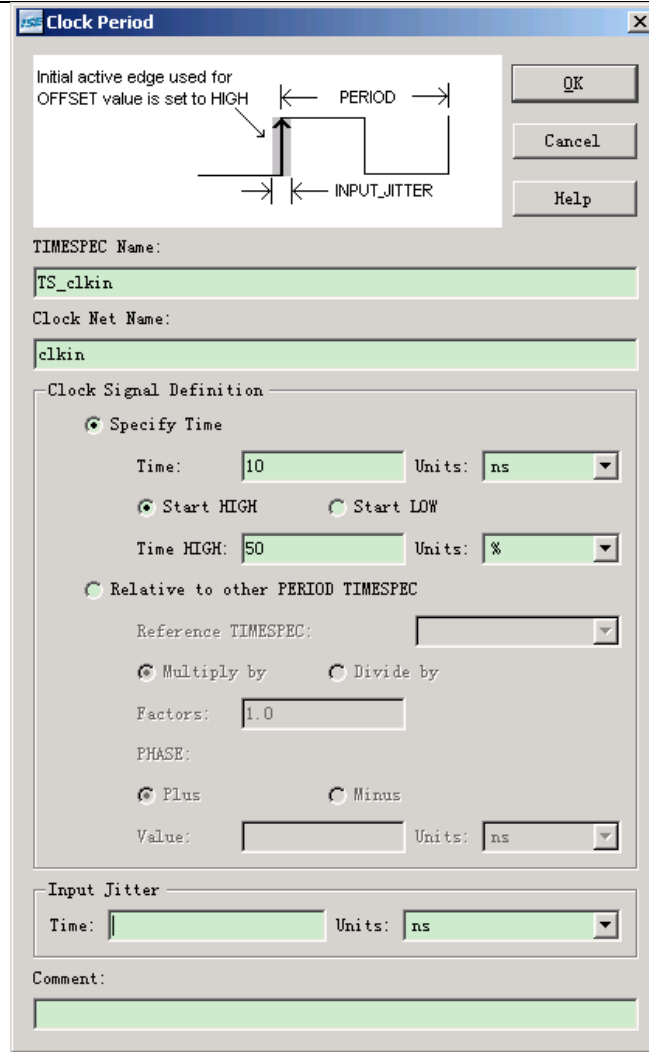 ISE Clock Period
Initial active edge used for
OFFSET value is set to HIGH
PERIOD
INPUT_JITTER
OK
Cancel
Help
TIMESPEC Name:
TS_clkin
Clock Net Name:
clkin
Clock Signal Definition
Specify Time
Time: 10 Units: ns
Start HIGH Start LOW
Time HIGH: 50 Units: %
Relative to other PERIOD TIMESPEC
Reference TIMESPEC:
Multiply by Divide by
Factors: 1.0
PHASE:
Plus Minus
Value: Units: ns
Input Jitter
Time: Units: ns
Comment: